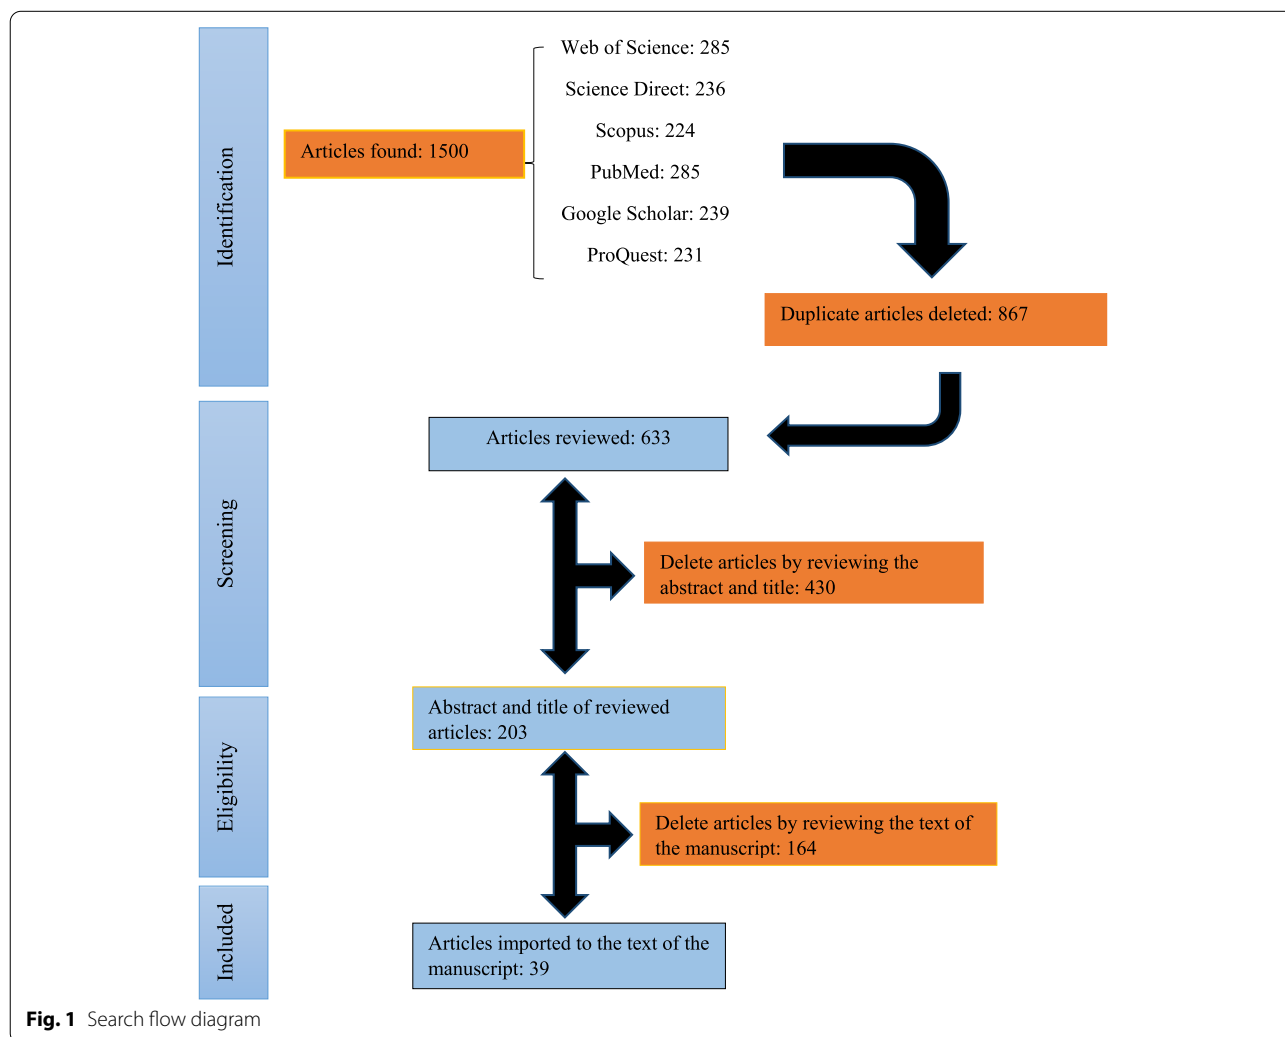 Identification
Articles found: 1500
Web of Science: 285
Science Direct: 236
Scopus: 224
PubMed: 285
Google Scholar: 239
ProQuest: 231
Duplicate articles deleted: 867
Screening
Articles reviewed: 633
Delete articles by reviewing the
abstract and title: 430
Eligibility
Abstract and title of reviewed
articles: 203
Delete articles by reviewing the text of
the manuscript: 164
Included
Articles imported to the text of the
manuscript: 39
Fig. 1 Search flow diagram